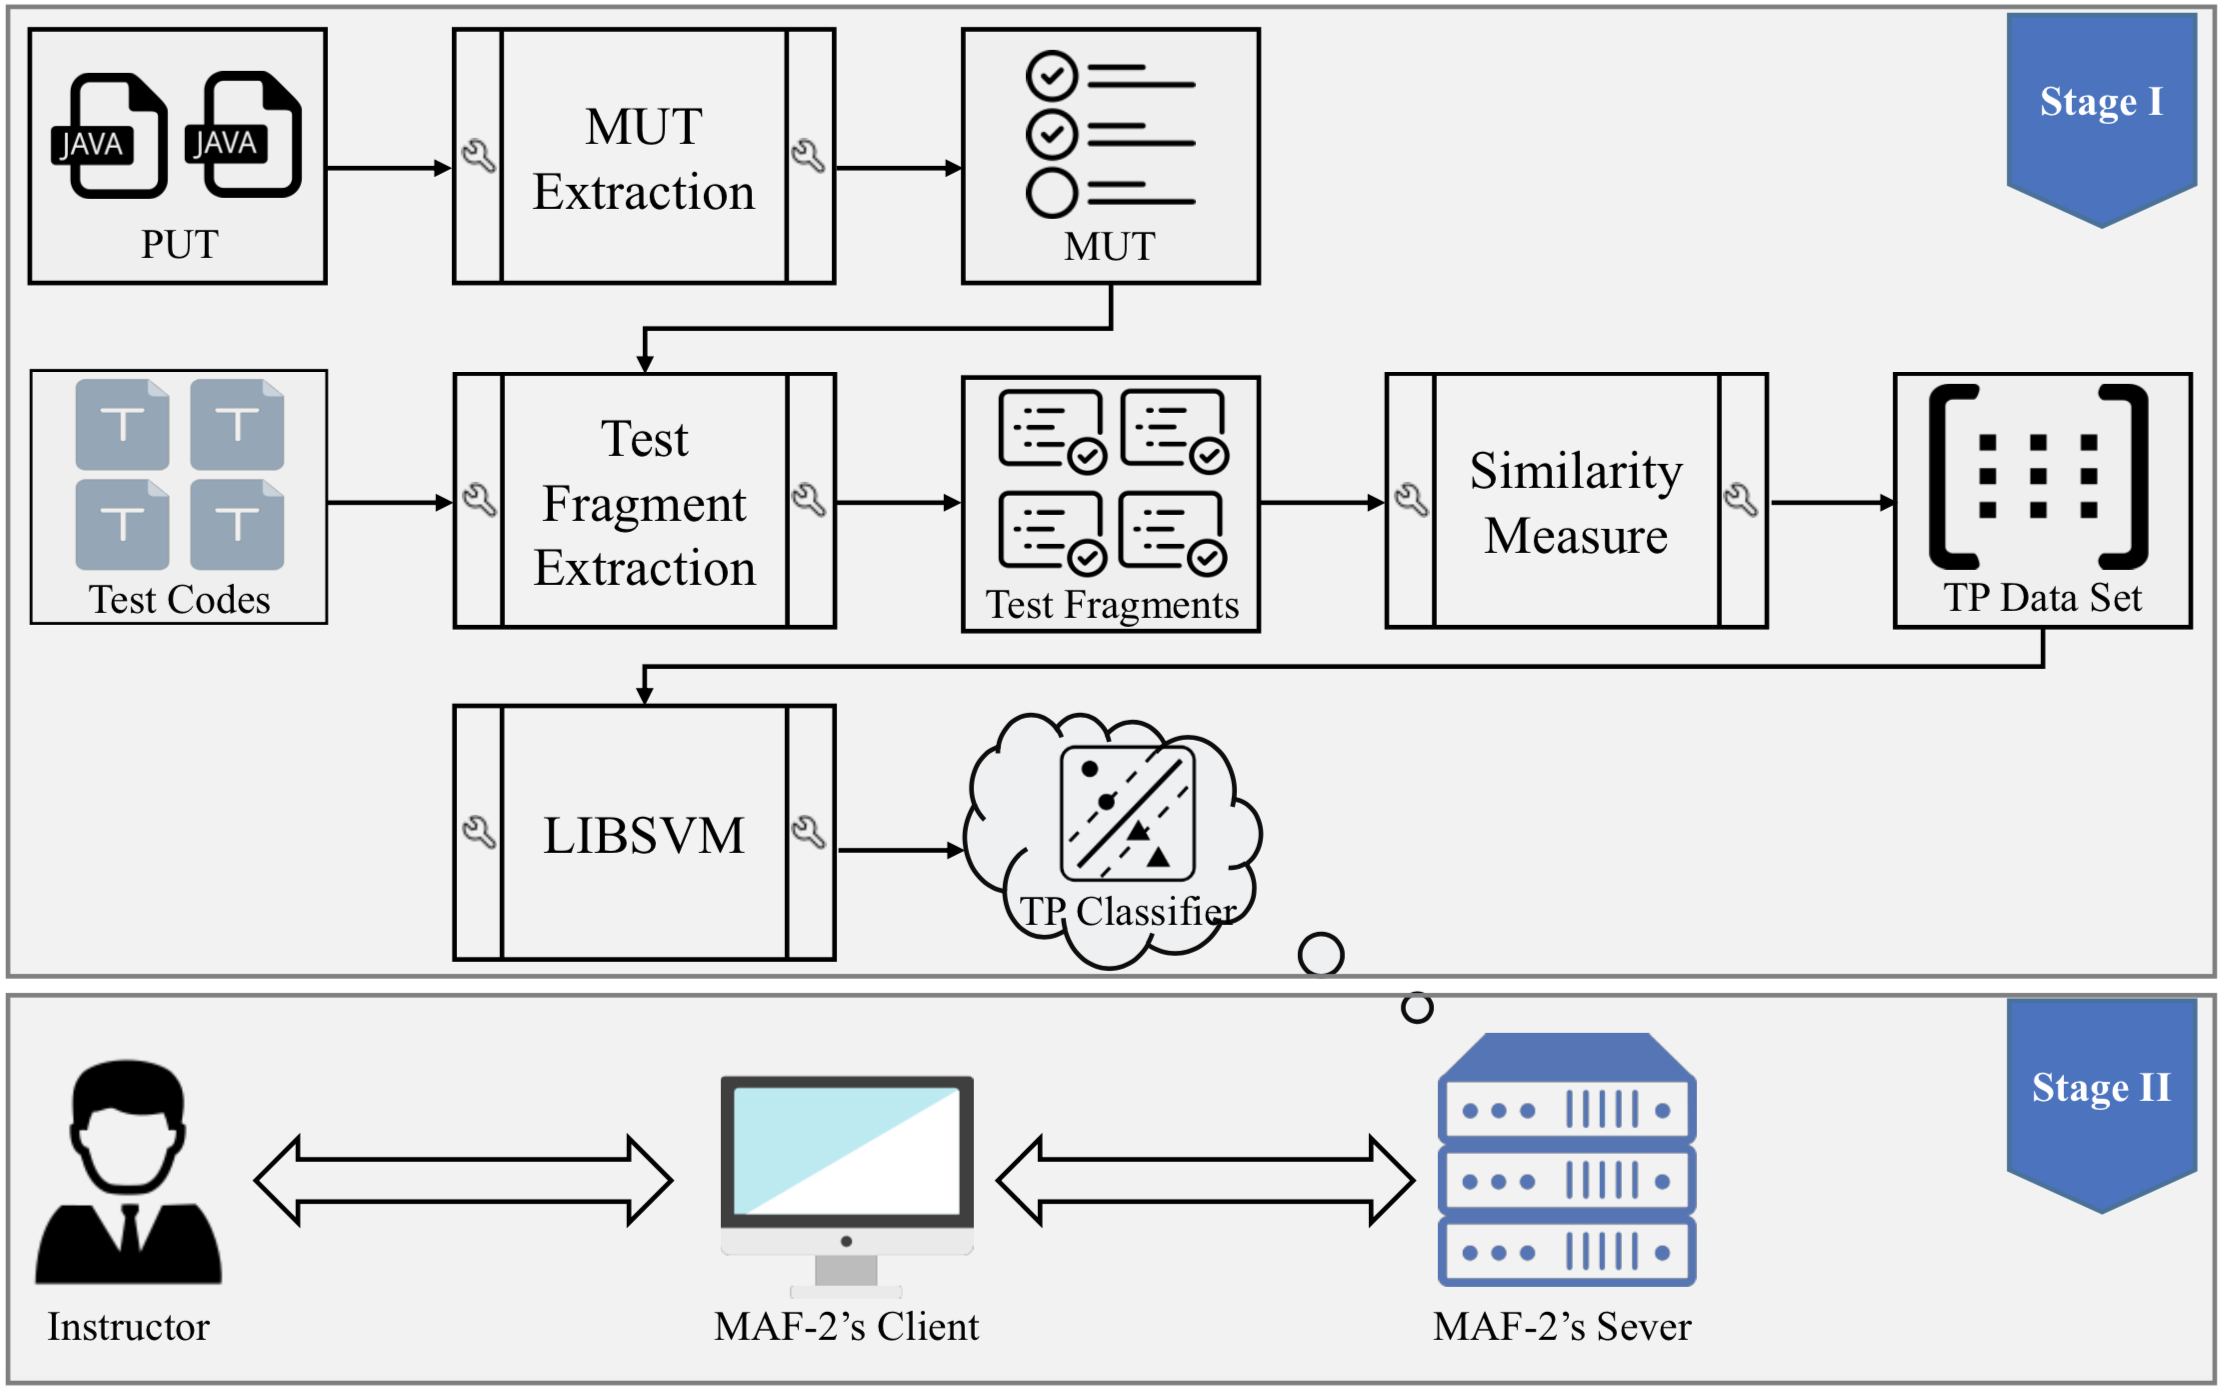 Stage I
JAVA
JAVA
PUT
MUT
Extraction
MUT
T
T
T
T
Test Codes
Test
Fragment
Extraction
Test Fragments
Similarity
Measure
TP Data Set
LIBSVM
TP Classifier
Stage II
Instructor
MAF-2’s Client
MAF-2’s Sever